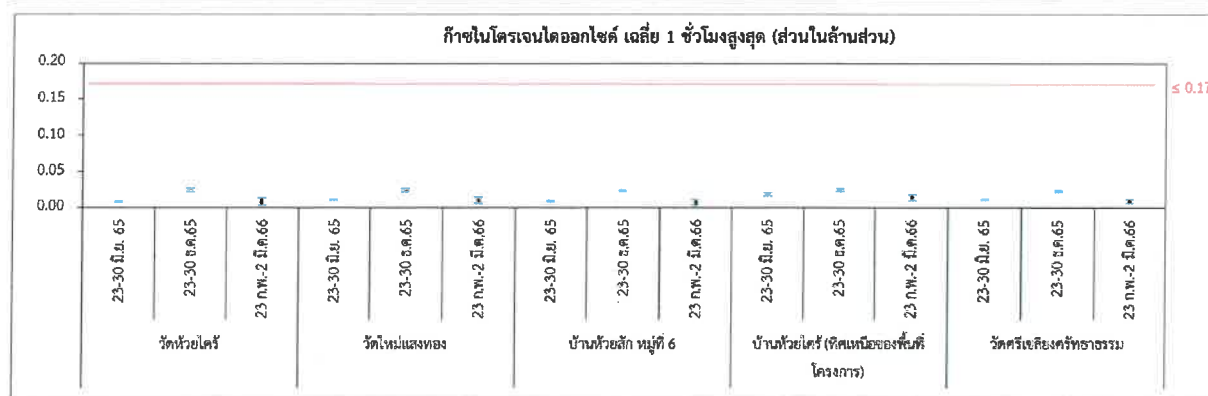 ก๊าซไนโตรเจนไดออกไซด์ เฉลี่ย 1 ชั่วโมงสูงสุด (ส่วนในล้านส่วน)
0.20
0.15
0.10
0.05
0.00
≤ 0.17
23-30 มิ.ย. 65
23-30 ธ.ค.65
23 ก.พ.-2 มี.ค.66
23-30 มิ.ย. 65
23-30 ธ.ค.65
23 ก.พ.-2 มี.ค.66
23-30 มิ.ย. 65
23-30 ธ.ค.65
23 ก.พ.-2 มี.ค.66
23-30 มิ.ย. 65
23-30 ธ.ค.65
23 ก.พ.-2 มี.ค.66
23-30 มิ.ย. 65
23-30 ธ.ค.65
23 ก.พ.-2 มี.ค.66
วัดห้วยไคร้
วัดใหม่แสงทอง
บ้านห้วยสัก หมู่ที่ 6
บ้านห้วยไคร้ (ทิศเหนือของพื้นที่
โครงการ)
วัดศรีเชลียงศรัทธาธรรม